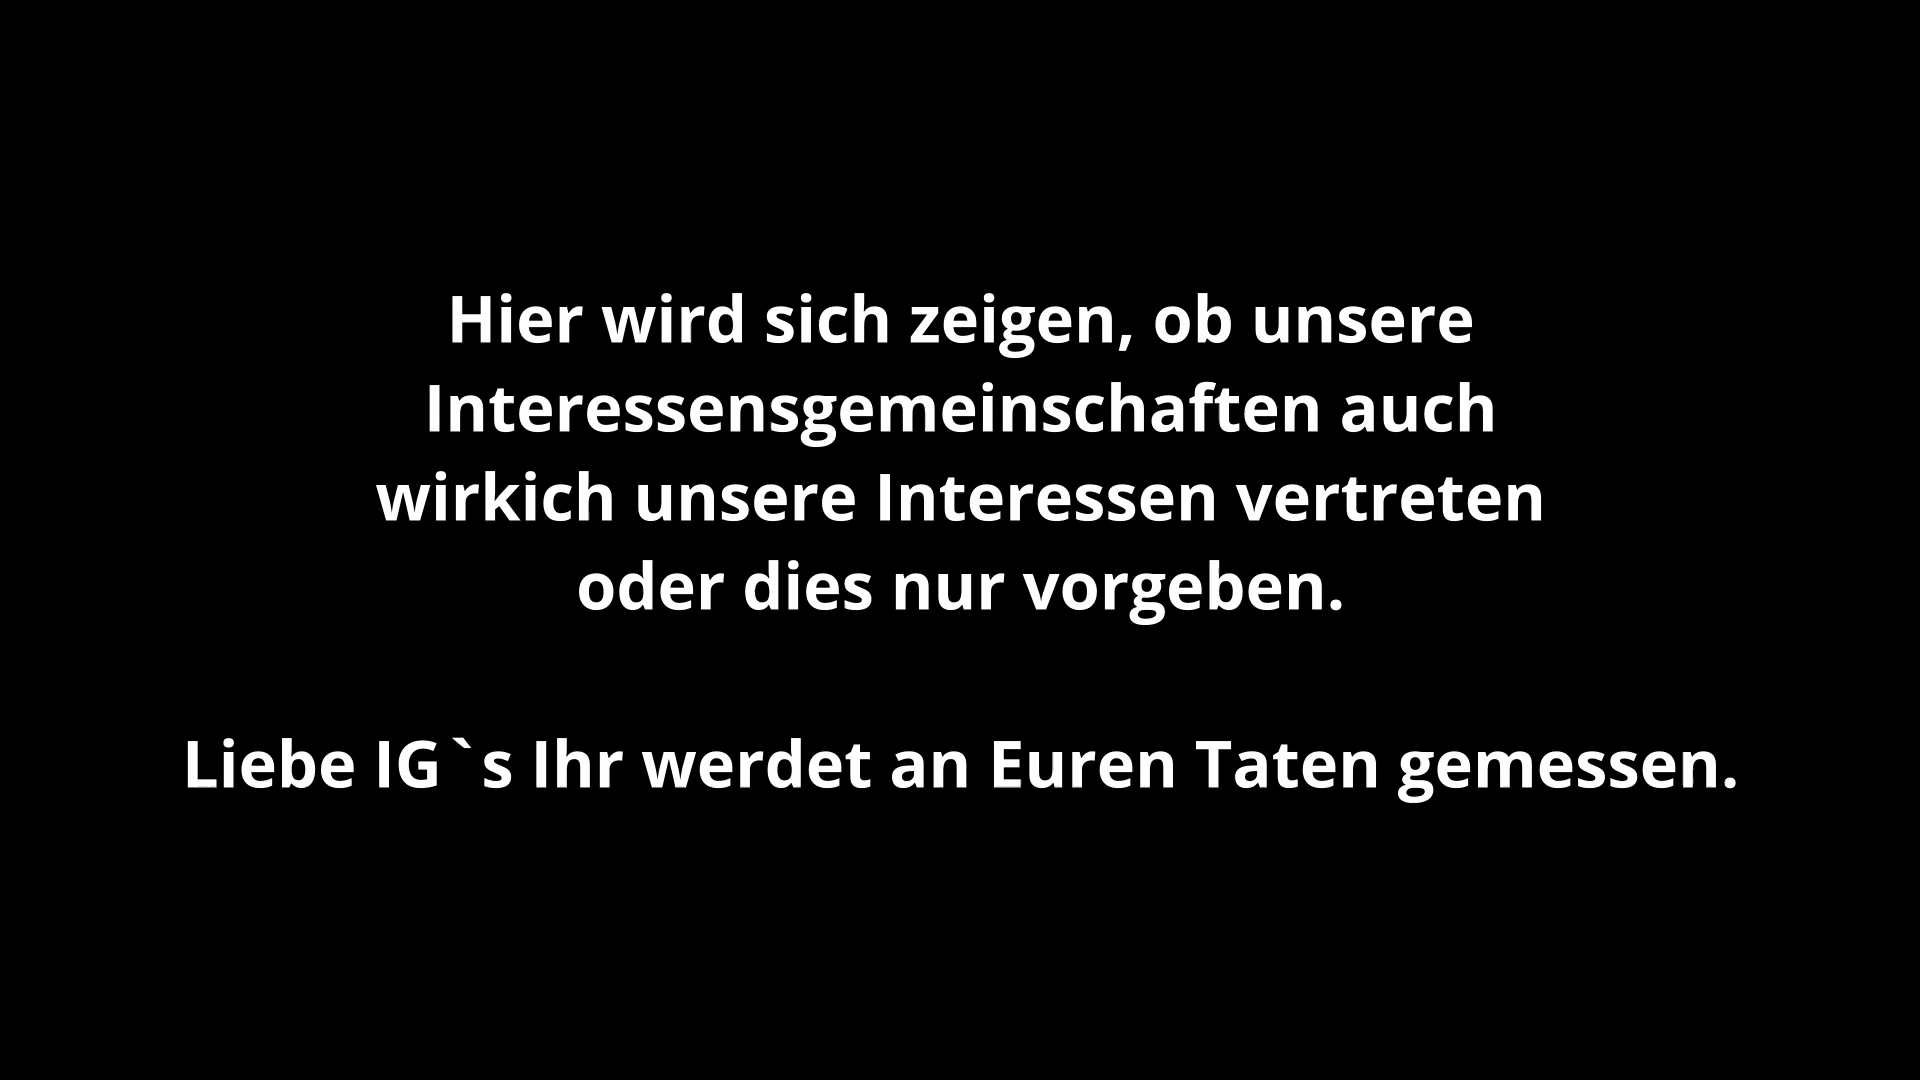 Hier wird sich zeigen, ob unsere
Interessensgemeinschaften auch
wirkich unsere Interessen vertreten
oder dies nur vorgeben.
Liebe IG`s Ihr werdet an Euren Taten gemessen.